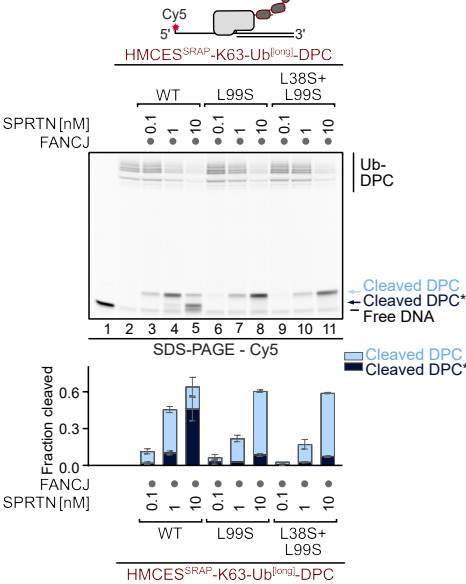 Cy5
5' 3'
HMCES^SRAP-K63-Ub^[long]-DPC
WT L99S L38S+
L99S
SPRTN [nM] 0.1 1 10 0.1 1 10 0.1 1 10
FANCJ
Ub-
DPC
Cleaved DPC
Cleaved DPC*
Free DNA
1 2 3 4 5 6 7 8 9 10 11
SDS-PAGE - Cy5
Cleaved DPC
Cleaved DPC*
Fraction cleaved
0.6
0.3
0.0
FANCJ
SPRTN [nM] 0.1 1 10 0.1 1 10 0.1 1 10
WT L99S L38S+
L99S
HMCES^SRAP-K63-Ub^[long]-DPC